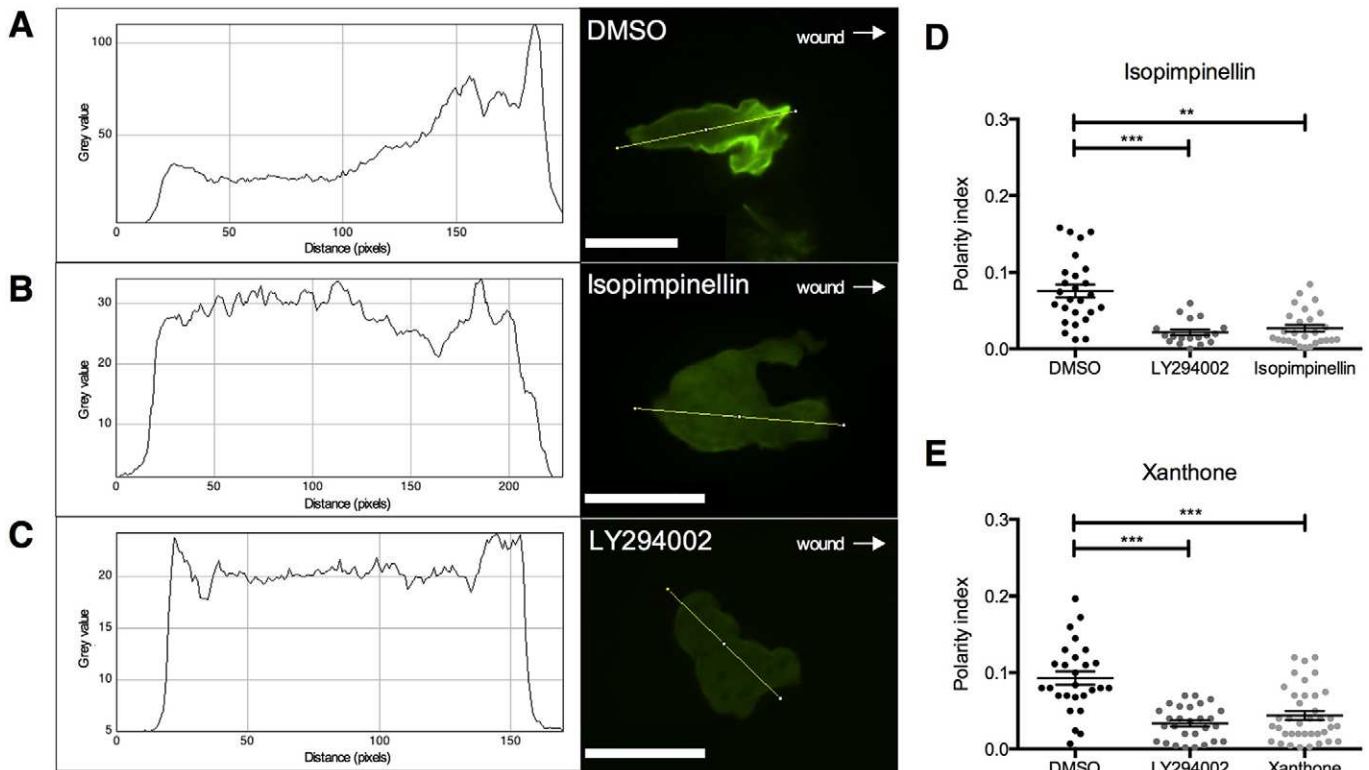 A
Grey value
100
50
0
50
100
150
Distance (pixels)
DMSO
wound
B
Grey value
30
20
10
0
50
100
150
200
Distance (pixels)
Isopimpinellin
wound
C
Grey value
20
15
10
5
0
50
100
150
Distance (pixels)
LY294002
wound
D
Isopimpinellin
Polarity index
0.3
0.2
0.1
0.0
**
***
DMSO
LY294002
Isopimpinellin
E
Xanthone
Polarity index
0.3
0.2
0.1
0.0
***
***
DMSO
LY294002
Xanthone